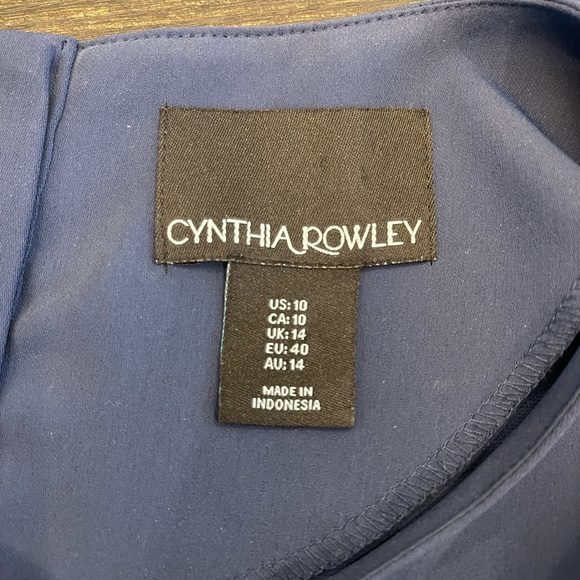 CYNTHIA ROWLEY
US: 10
CA: 10
UK: 14
EU: 40
AU: 14
MADE IN
INDONESIA